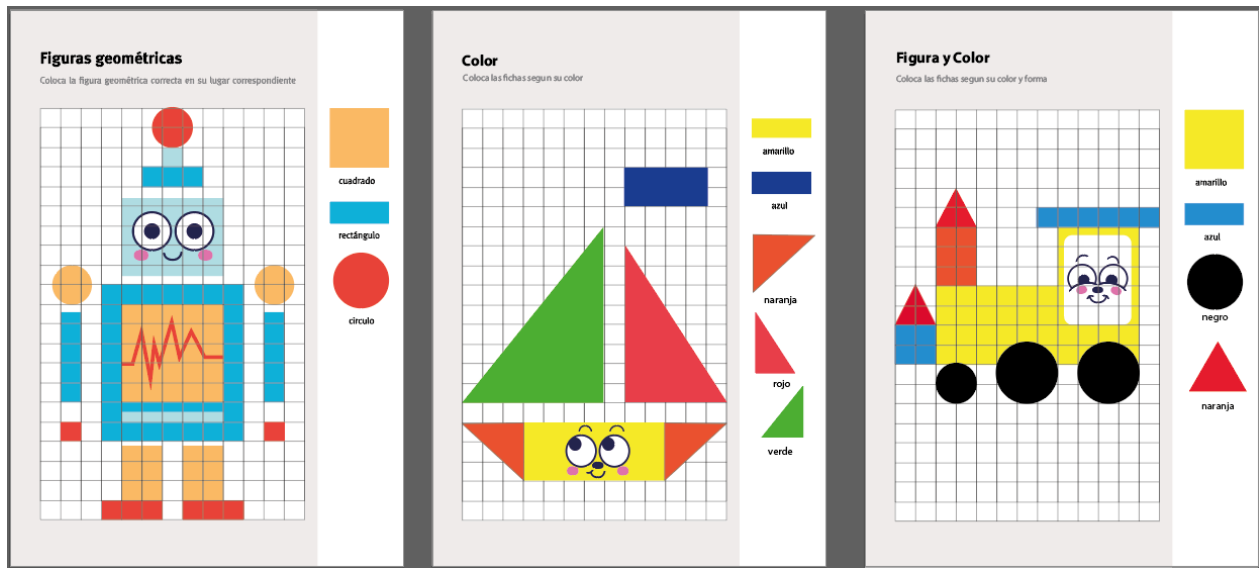 Figuras geométricas
Coloca la figura geométrica correcta en su lugar correspondiente
cuadrado
rectángulo
círculo
Color
Coloca las fichas segun su color
amarillo
azul
naranja
rojo
verde
Figura y Color
Coloca las fichas segun su color y forma
amarillo
azul
negro
naranja